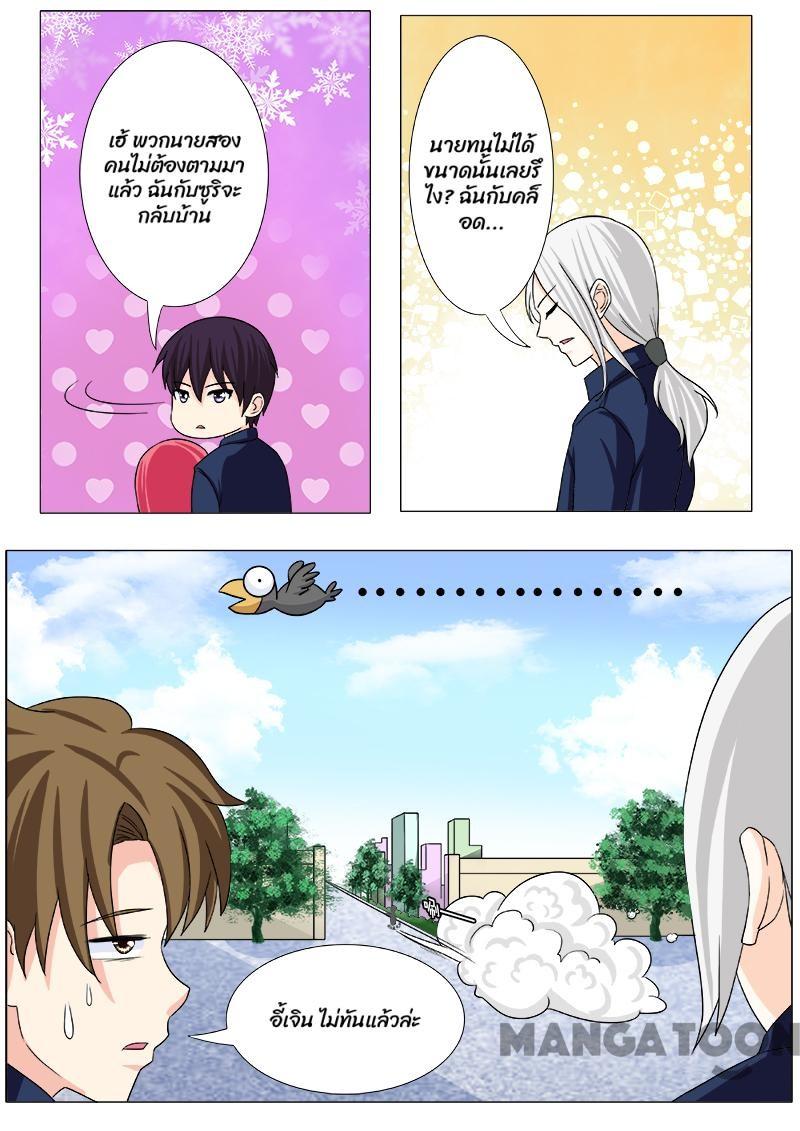 เฮ้ พวกนายสอง
คนไม่ต้องตามมา
แล้ว ฉันกับซูริจะ
กลับบ้าน
นายทนไม่ได้
ขนาดนั้นเลยรึ
ไง? ฉันกับคล็
อด...
อี้เจิน ไม่ทันแล้วล่ะ
MANGATOON